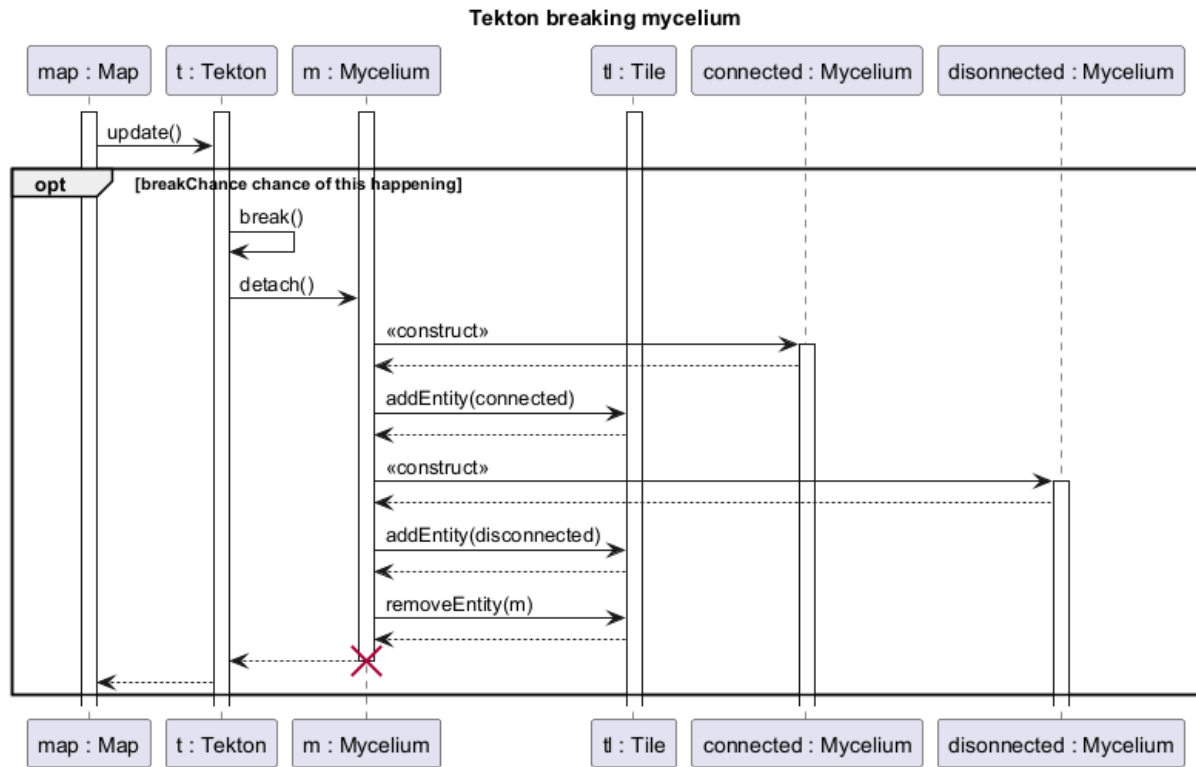 Tekton breaking mycelium
map : Map
t : Tekton
m : Mycelium
tl : Tile
connected : Mycelium
disonnected : Mycelium
update()
opt
[breakChance chance of this happening]
break()
detach()
«construct»
addEntity(connected)
«construct»
addEntity(disconnected)
removeEntity(m)
map : Map
t : Tekton
m : Mycelium
tl : Tile
connected : Mycelium
disonnected : Mycelium